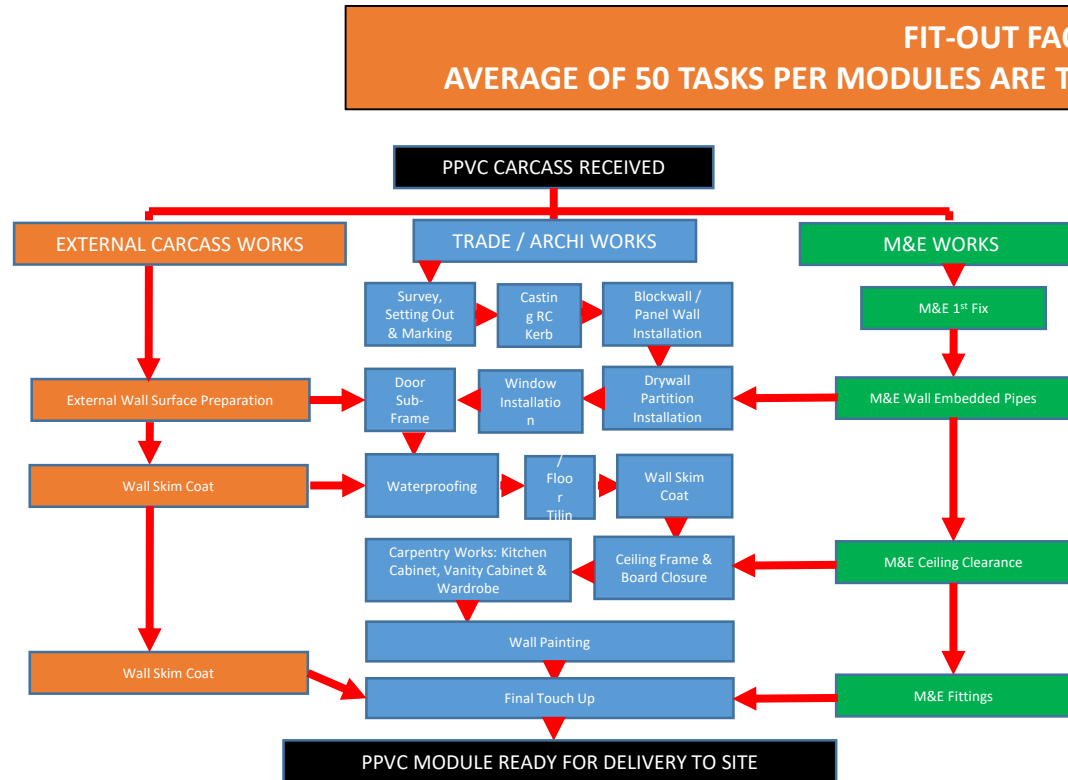 FIT-OUT FAC
AVERAGE OF 50 TASKS PER MODULES ARE T
PPVC CARCASS RECEIVED
EXTERNAL CARCASS WORKS
TRADE / ARCHI WORKS
M&E WORKS
Survey,
Setting Out
& Marking
Castin
g RC
Kerb
Blockwall /
Panel Wall
Installation
M&E 1st Fix
External Wall Surface Preparation
Door
Sub-
Frame
Window
Installatio
n
Drywall
Partition
Installation
M&E Wall Embedded Pipes
Wall Skim Coat
Waterproofing
/
Floo
r
Tilin
Wall Skim
Coat
Carpentry Works: Kitchen
Cabinet, Vanity Cabinet &
Wardrobe
Ceiling Frame &
Board Closure
M&E Ceiling Clearance
Wall Painting
Wall Skim Coat
Final Touch Up
M&E Fittings
PPVC MODULE READY FOR DELIVERY TO SITE